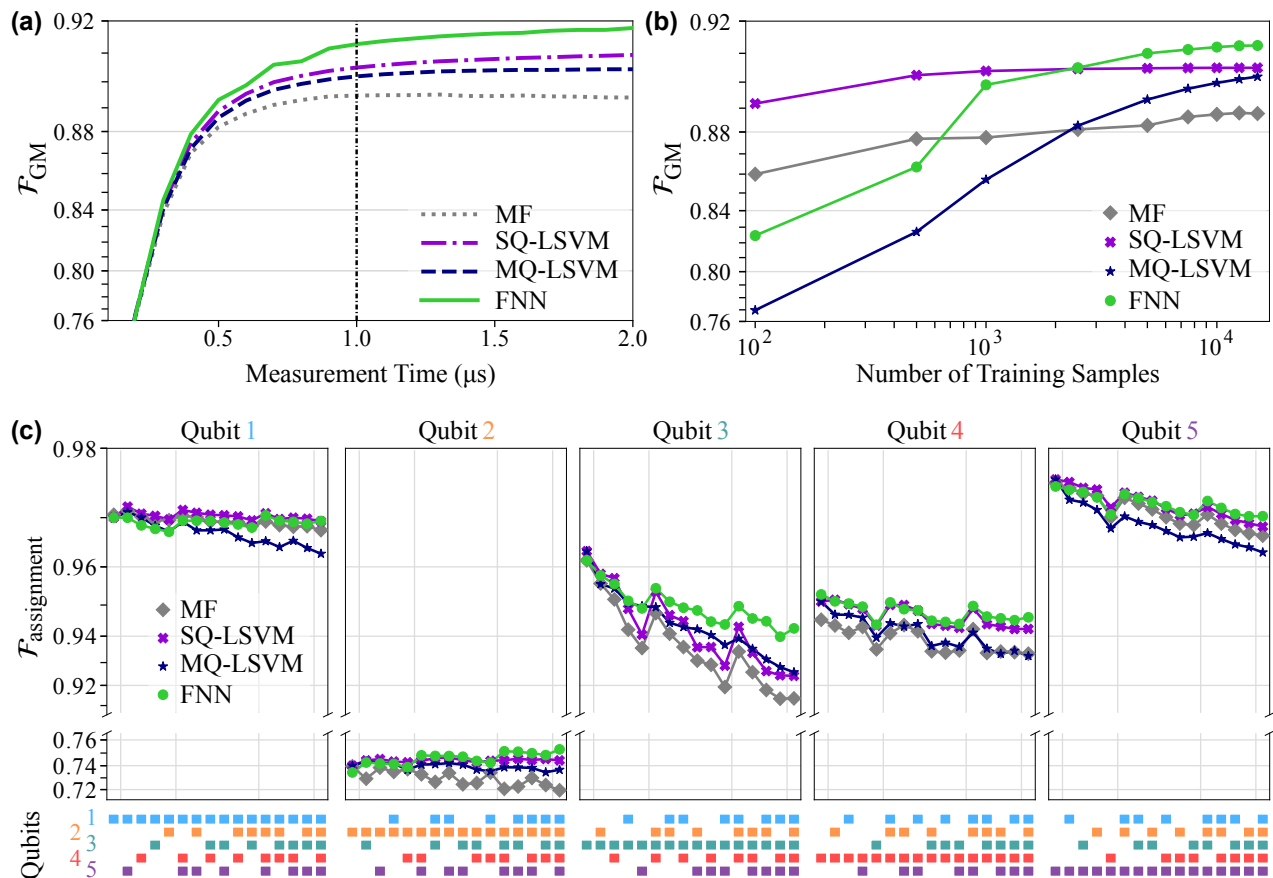 (a)
0.92
0.88
0.84
0.80
0.76
F_GM
MF
SQ-LSVM
MQ-LSVM
FNN
0.5
1.0
1.5
2.0
Measurement Time (μs)
(b)
0.92
0.88
0.84
0.80
0.76
F_GM
MF
SQ-LSVM
MQ-LSVM
FNN
10²
10³
10⁴
Number of Training Samples
(c)
Qubit 1
Qubit 2
Qubit 3
Qubit 4
Qubit 5
0.98
0.96
0.94
0.92
0.76
0.74
0.72
F_assignment
MF
SQ-LSVM
MQ-LSVM
FNN
Qubits
1
2
3
4
5